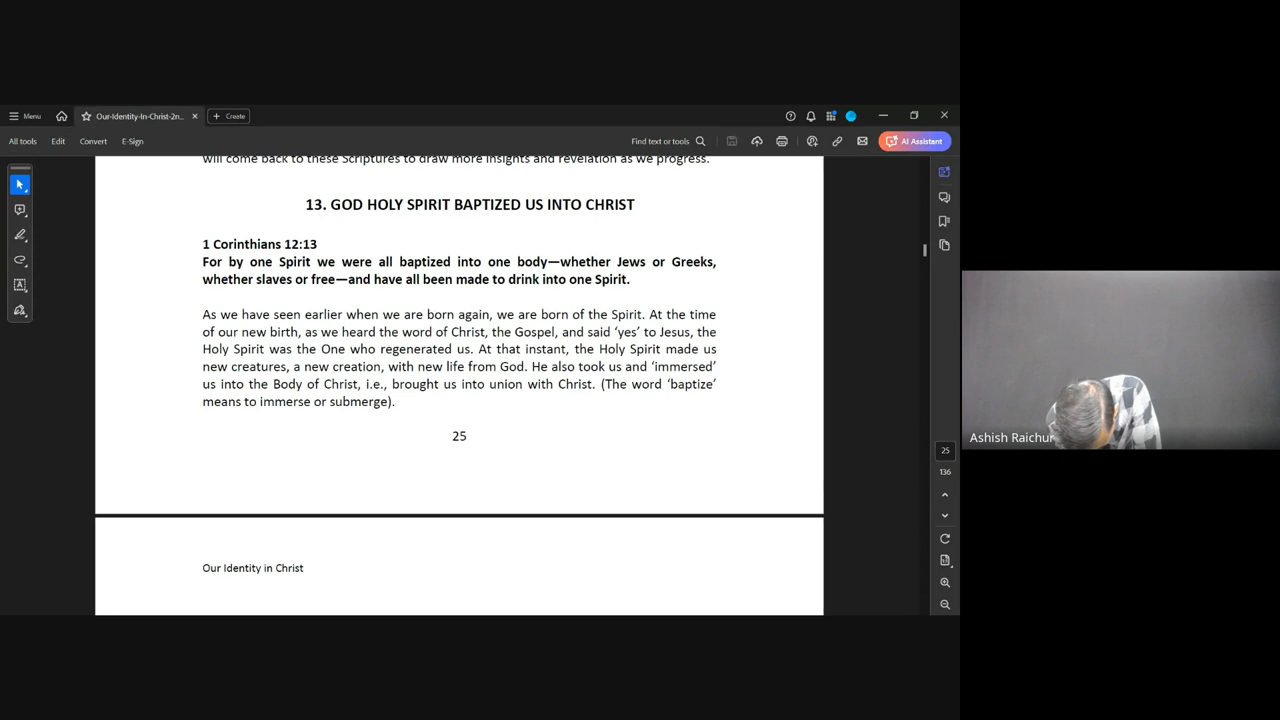 Menu
Our-Identity-In-Christ-2n...
Create
All tools
Edit
Convert
E-Sign
Find text or tools
AI Assistant
will come back to these Scriptures to draw more insights and revelation as we progress.
13. GOD HOLY SPIRIT BAPTIZED US INTO CHRIST
1 Corinthians 12:13
For by one Spirit we were all baptized into one body—whether Jews or Greeks,
whether slaves or free—and have all been made to drink into one Spirit.
As we have seen earlier when we are born again, we are born of the Spirit. At the time
of our new birth, as we heard the word of Christ, the Gospel, and said ‘yes’ to Jesus, the
Holy Spirit was the One who regenerated us. At that instant, the Holy Spirit made us
new creatures, a new creation, with new life from God. He also took us and ‘immersed’
us into the Body of Christ, i.e., brought us into union with Christ. (The word ‘baptize’
means to immerse or submerge).
25
Our Identity in Christ
25
136
Ashish Raichur